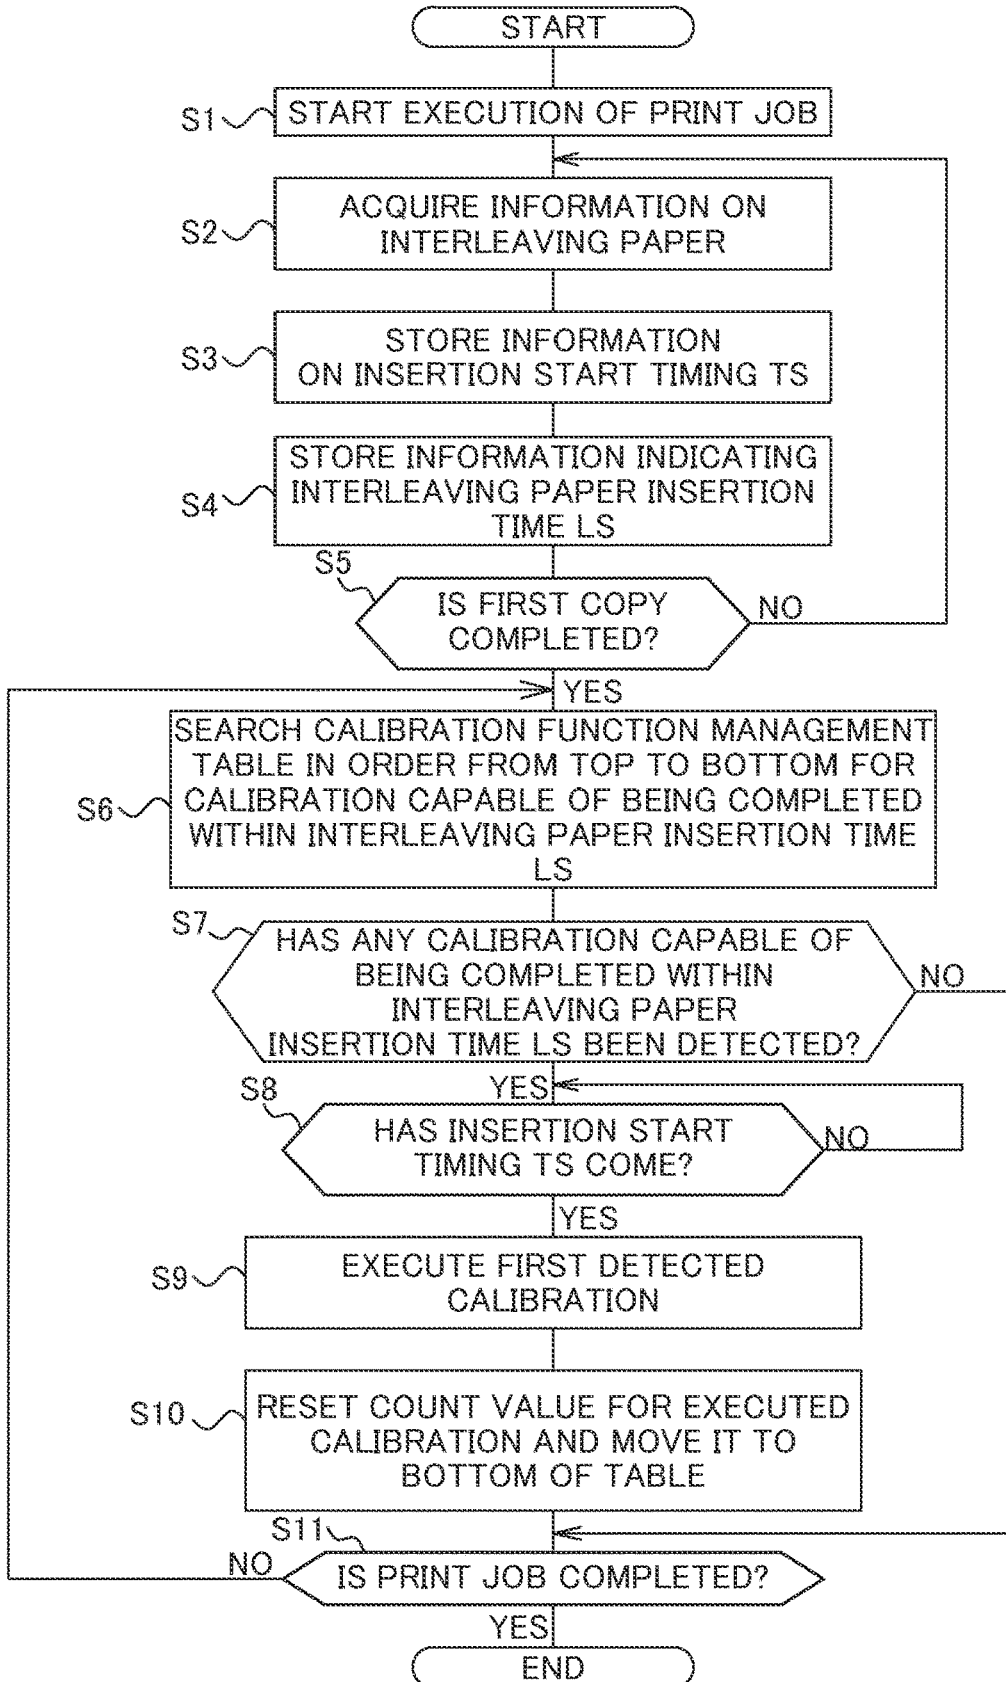 START
S1
START EXECUTION OF PRINT JOB
S2
ACQUIRE INFORMATION ON
INTERLEAVING PAPER
S3
STORE INFORMATION
ON INSERTION START TIMING TS
S4
STORE INFORMATION INDICATING
INTERLEAVING PAPER INSERTION
TIME LS
S5
IS FIRST COPY
COMPLETED?
NO
YES
S6
SEARCH CALIBRATION FUNCTION MANAGEMENT
TABLE IN ORDER FROM TOP TO BOTTOM FOR
CALIBRATION CAPABLE OF BEING COMPLETED
WITHIN INTERLEAVING PAPER INSERTION TIME
LS
S7
HAS ANY CALIBRATION CAPABLE OF
BEING COMPLETED WITHIN
INTERLEAVING PAPER
INSERTION TIME LS BEEN DETECTED?
NO
YES
S8
HAS INSERTION START
TIMING TS COME?
NO
YES
S9
EXECUTE FIRST DETECTED
CALIBRATION
S10
RESET COUNT VALUE FOR EXECUTED
CALIBRATION AND MOVE IT TO
BOTTOM OF TABLE
S11
IS PRINT JOB COMPLETED?
NO
YES
END